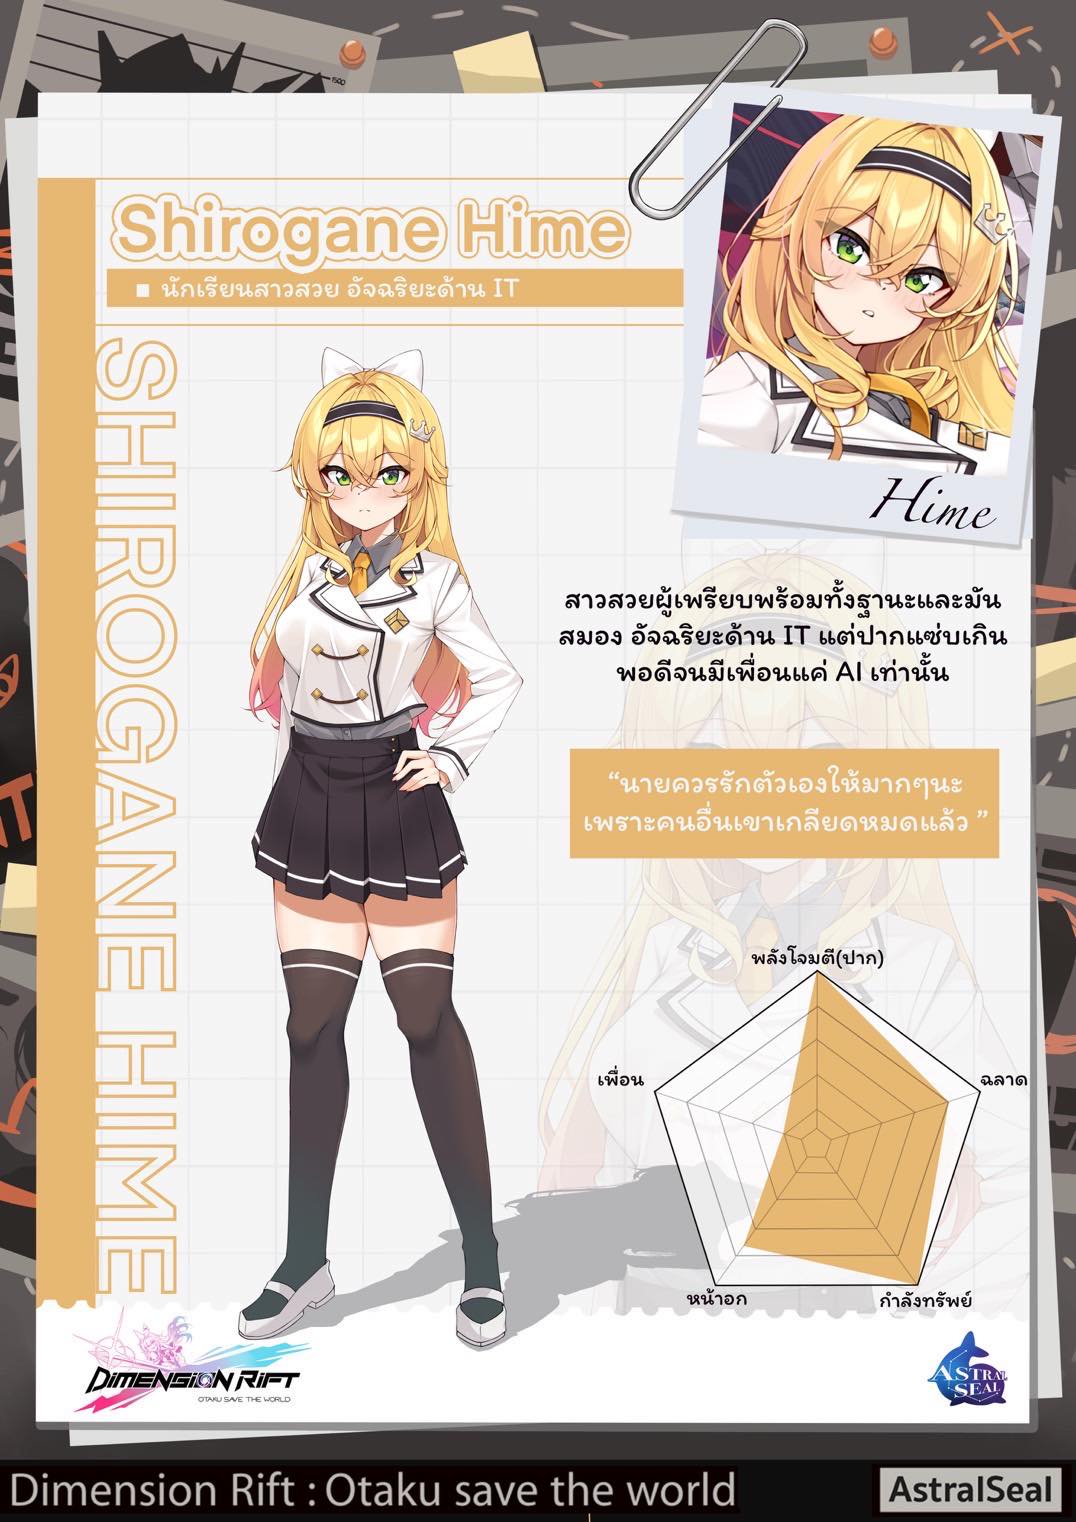 1500
Shirogane Hime
■ นักเรียนสาวสวย อัจฉริยะด้าน IT
SHIROGANE HIME
Hime
สาวสวยผู้เพรียบพร้อมทั้งฐานะและมัน
สมอง อัจฉริยะด้าน IT แต่ปากแซ่บเกิน
พอดีจนมีเพื่อนแค่ AI เท่านั้น
“นายควรรักตัวเองให้มากๆนะ
เพราะคนอื่นเขาเกลียดหมดแล้ว ”
พลังโจมตี(ปาก)
เพื่อน
ฉลาด
หน้าอก
กำลังทรัพย์
DIMENSION RIFT
OTAKU SAVE THE WORLD
ASTRAL
SEAL
Dimension Rift : Otaku save the world
AstralSeal